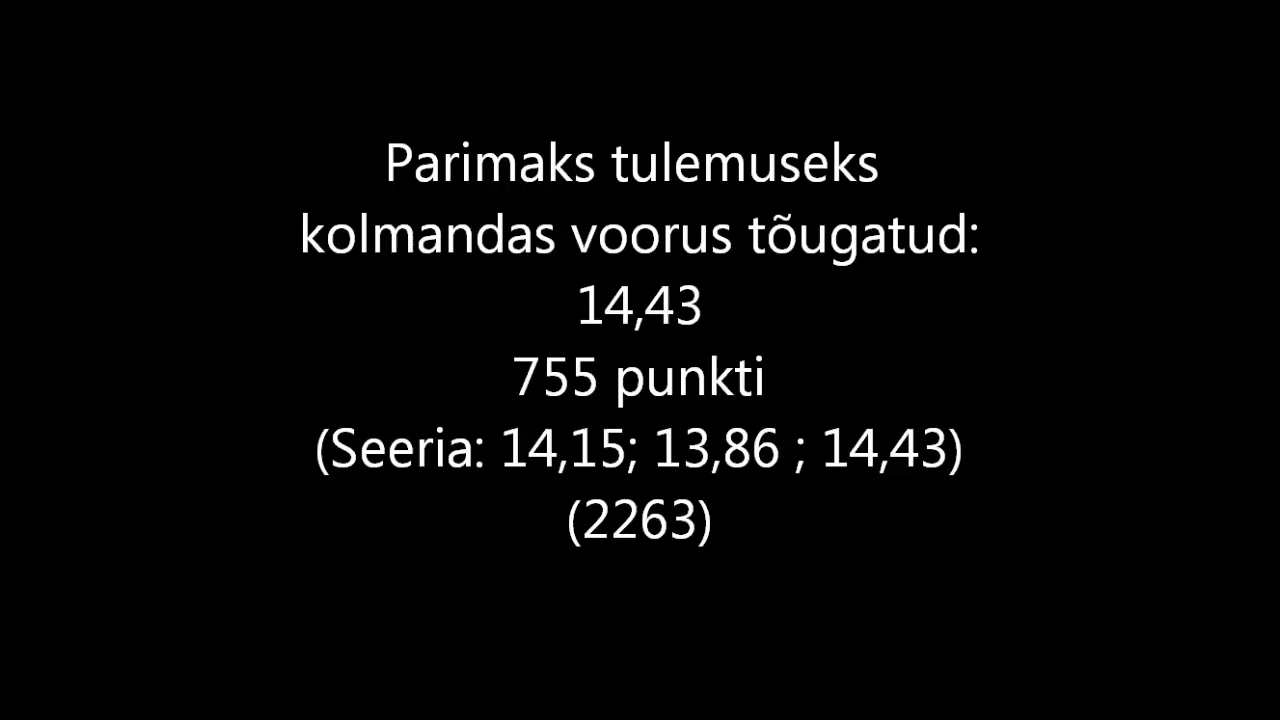 Parimaks tulemuseks
kolmandas voorus tõugatud:
14,43
755 punkti
(Seeria: 14,15; 13,86 ; 14,43)
(2263)